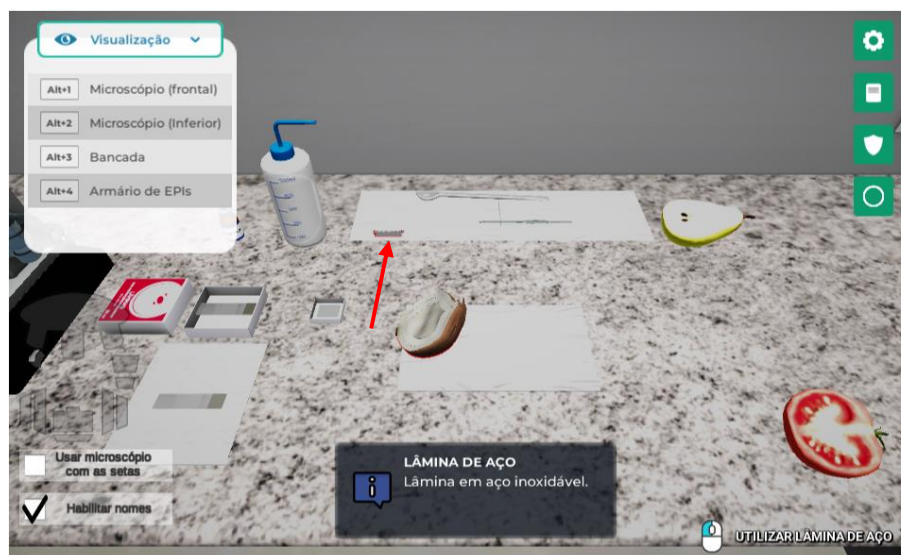 Visualização
Alt+1 Microscópio (frontal)
Alt+2 Microscópio (Inferior)
Alt+3 Bancada
Alt+4 Armário de EPIs
Usar microscópio
com as setas
Habilitar nomes
LÂMINA DE AÇO
Lâmina em aço inoxidável.
UTILIZAR LÂMINA DE AÇO